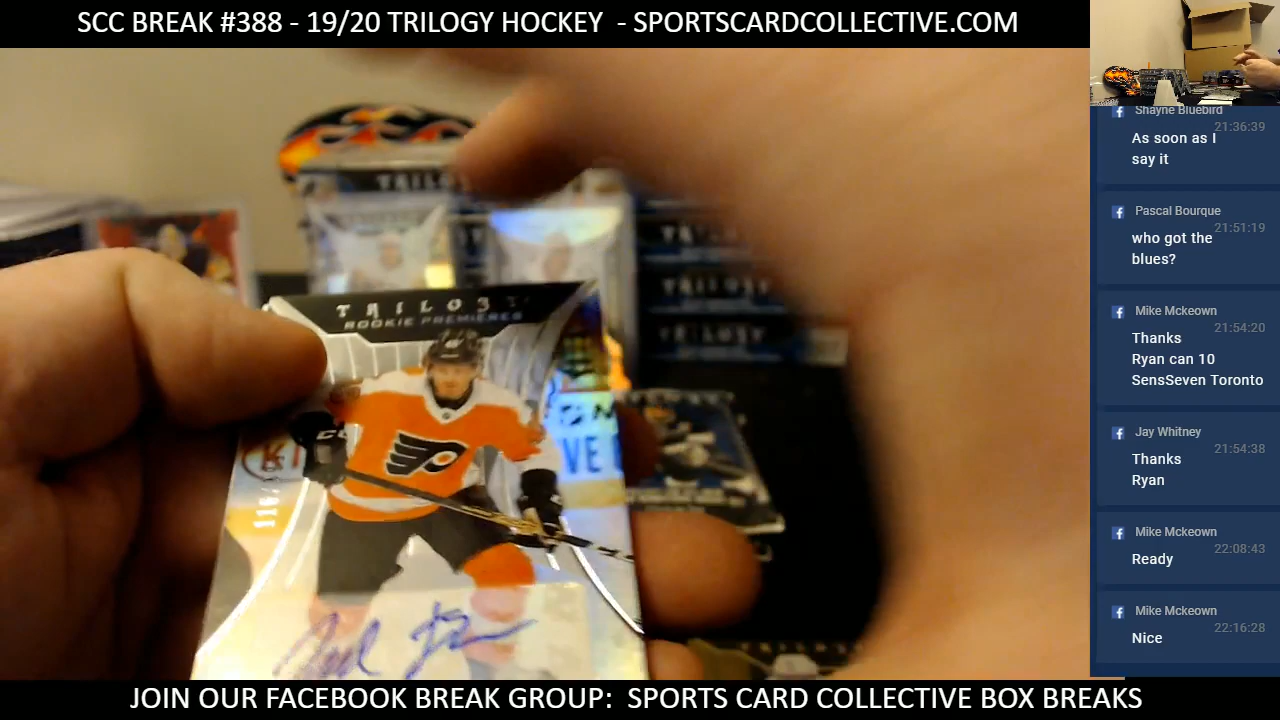 SCC BREAK #388 - 19/20 TRILOGY HOCKEY - SPORTSCARDCOLLECTIVE.COM
Shayne Bluebird
21:36:39
As soon as I
say it
Pascal Bourque
21:51:19
who got the
blues?
Mike Mckeown
21:54:20
Thanks
Ryan can 10
SensSeven Toronto
Jay Whitney
21:54:38
Thanks
Ryan
Mike Mckeown
22:08:43
Ready
Mike Mckeown
22:16:28
Nice
TRILOGY
ROOKIE PREMIERES
TRILOGY
TRILOGY
TRILOGY
JOIN OUR FACEBOOK BREAK GROUP: SPORTS CARD COLLECTIVE BOX BREAKS